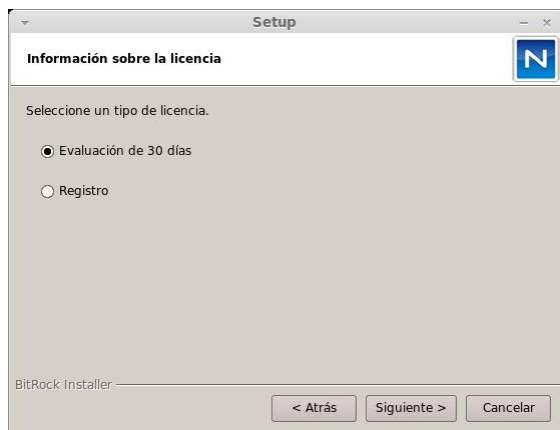 Setup
Información sobre la licencia
N
Seleccione un tipo de licencia.
Evaluación de 30 días
Registro
BitRock Installer
< Atrás Siguiente > Cancelar